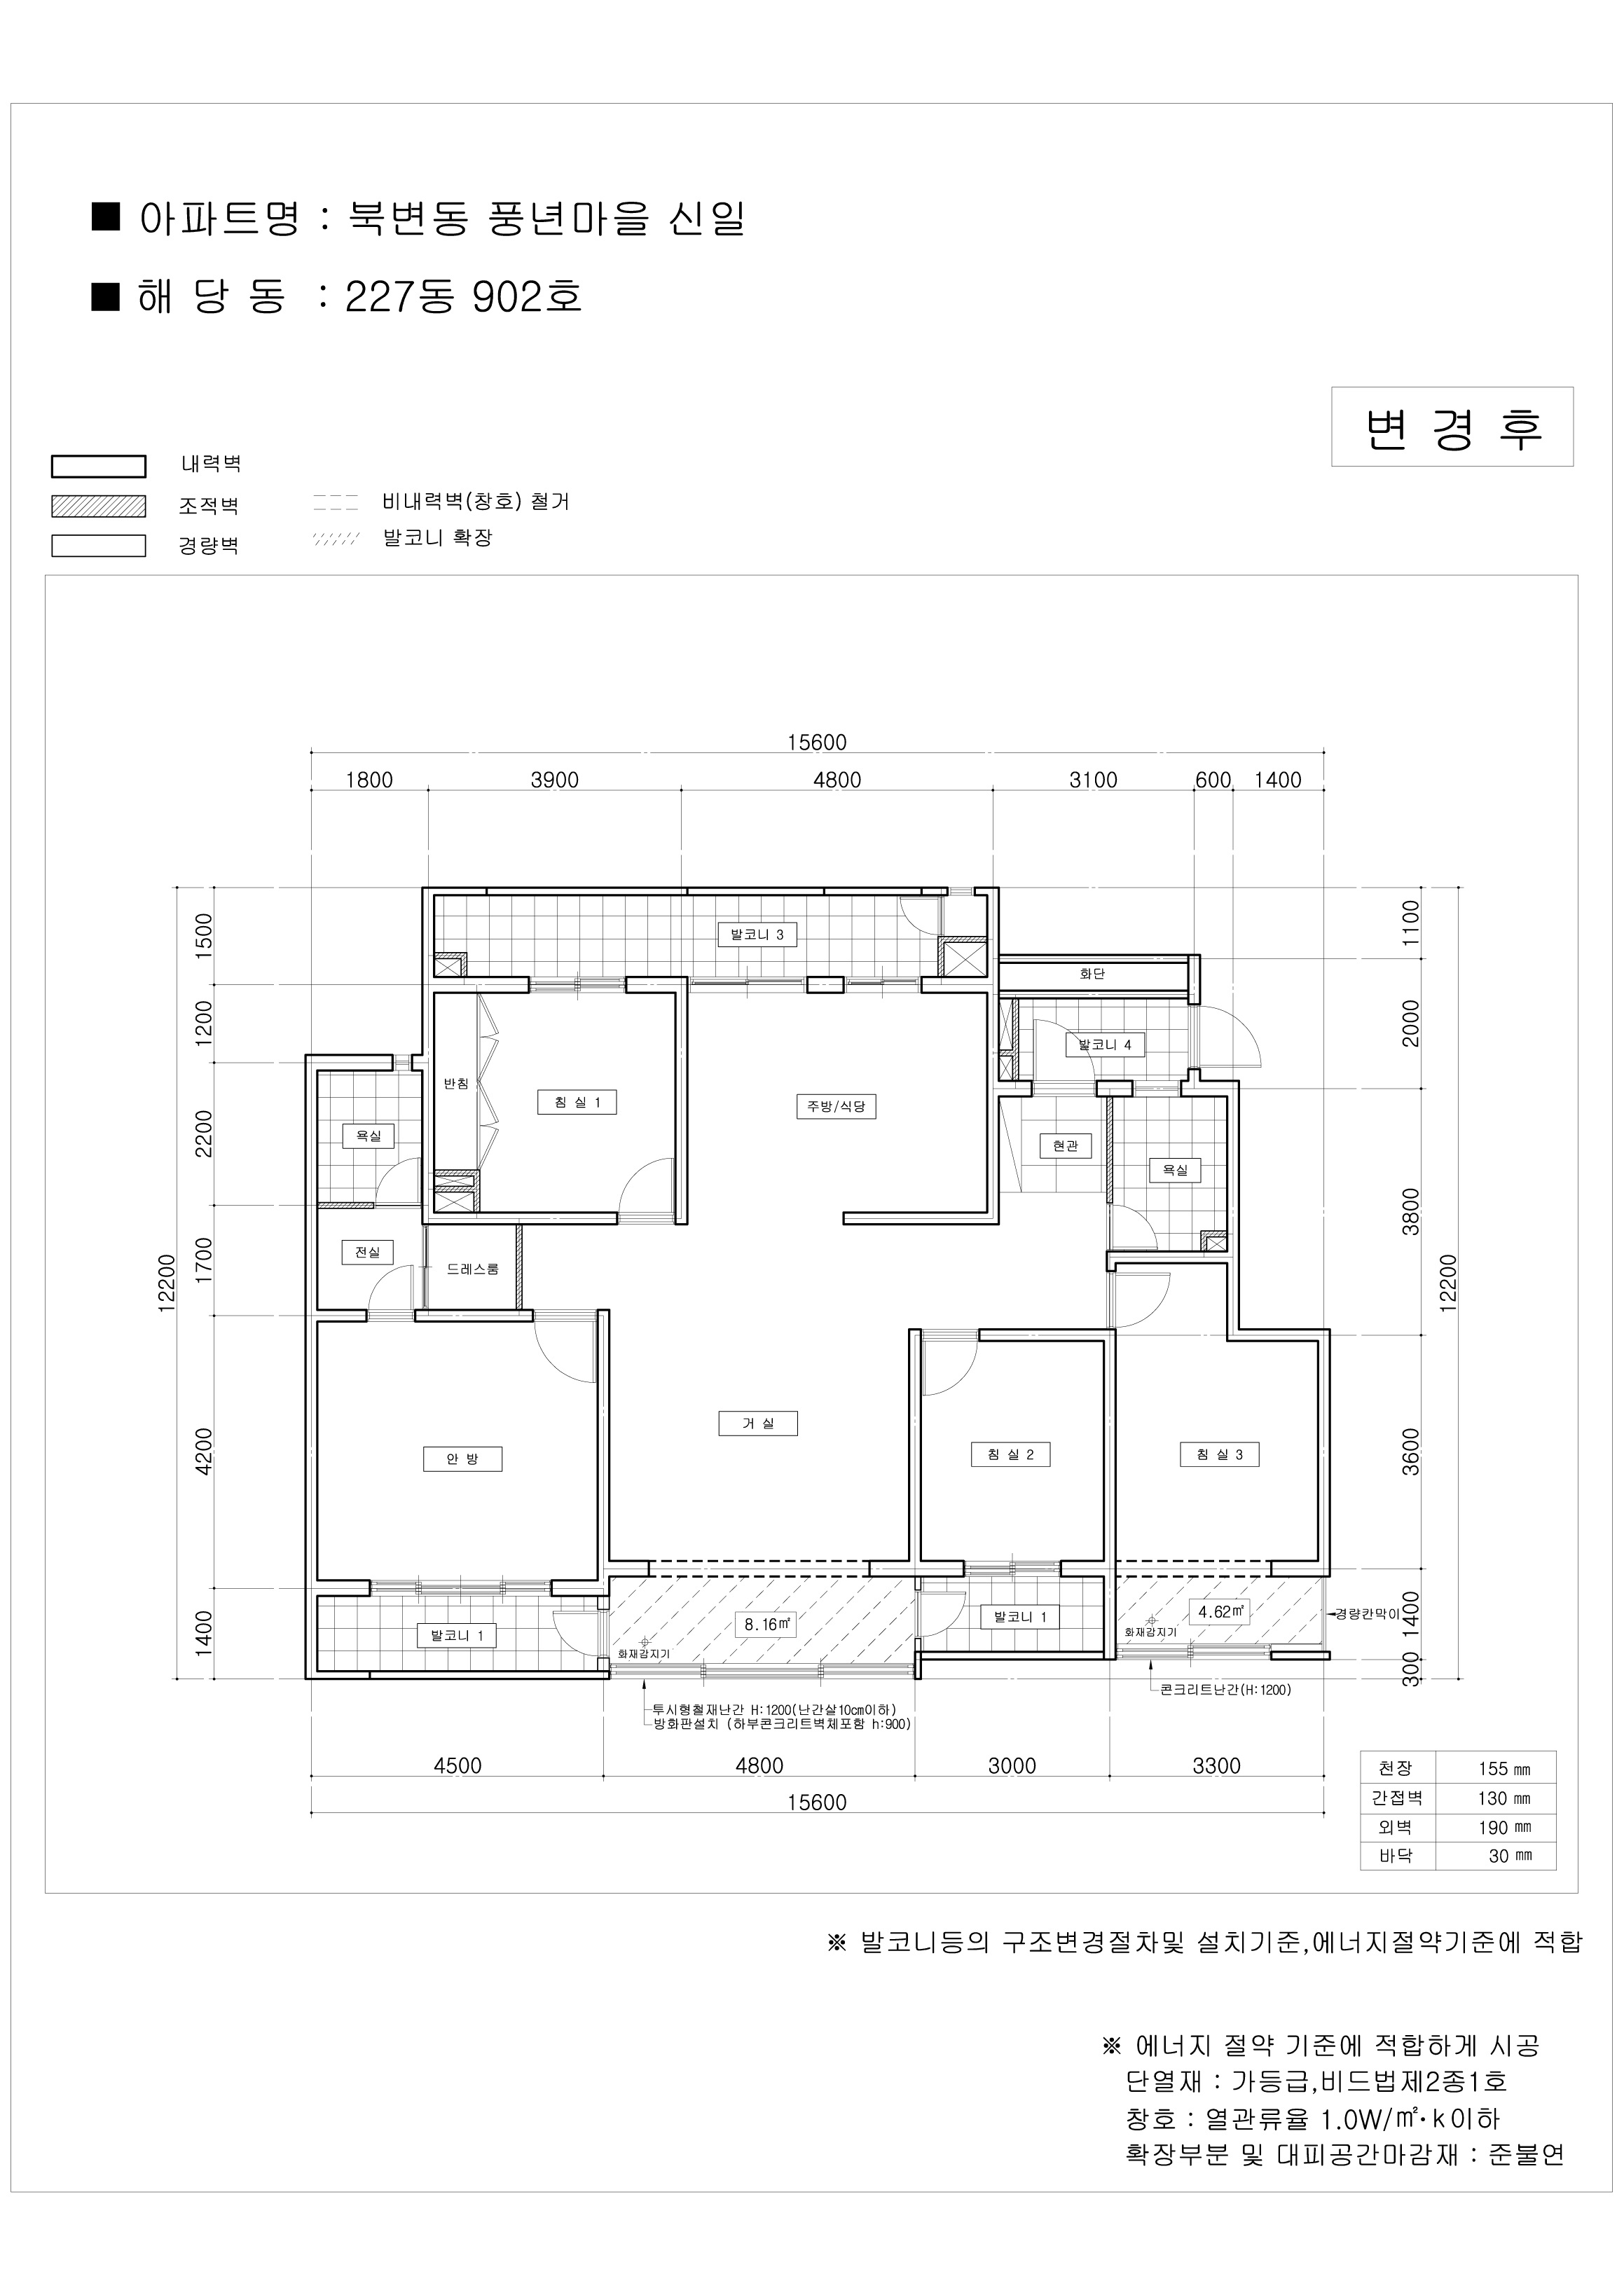 ■ 아파트명 : 북변동 풍년마을 신일
■ 해 당 동 : 227동 902호
변 경 후
내력벽
조적벽
경량벽
비내력벽(창호) 철거
발코니 확장
15600
1800 3900 4800 3100 600 1400
12200
1500
1200
2200
1700
4200
1400
1100
2000
3800
3600
1400
300
12200
발코니 3
화단
발코니 4
반침
침 실 1
주방/식당
현관
욕실
욕실
전실
드레스룸
안 방
거 실
침 실 2
침 실 3
발코니 1
화재감지기
8.16㎡
발코니 1
화재감지기
4.62㎡
경량칸막이
콘크리트난간(H:1200)
투시형철재난간 H:1200(난간살10㎝이하)
방화판설치 (하부콘크리트벽체포함 h:900)
4500 4800 3000 3300
15600
천장 155 ㎜
간접벽 130 ㎜
외벽 190 ㎜
바닥 30 ㎜
※ 발코니등의 구조변경절차및 설치기준,에너지절약기준에 적합
※ 에너지 절약 기준에 적합하게 시공
단열재 : 가등급,비드법제2종1호
창호 : 열관류율 1.0W/㎡·k이하
확장부분 및 대피공간마감재 : 준불연